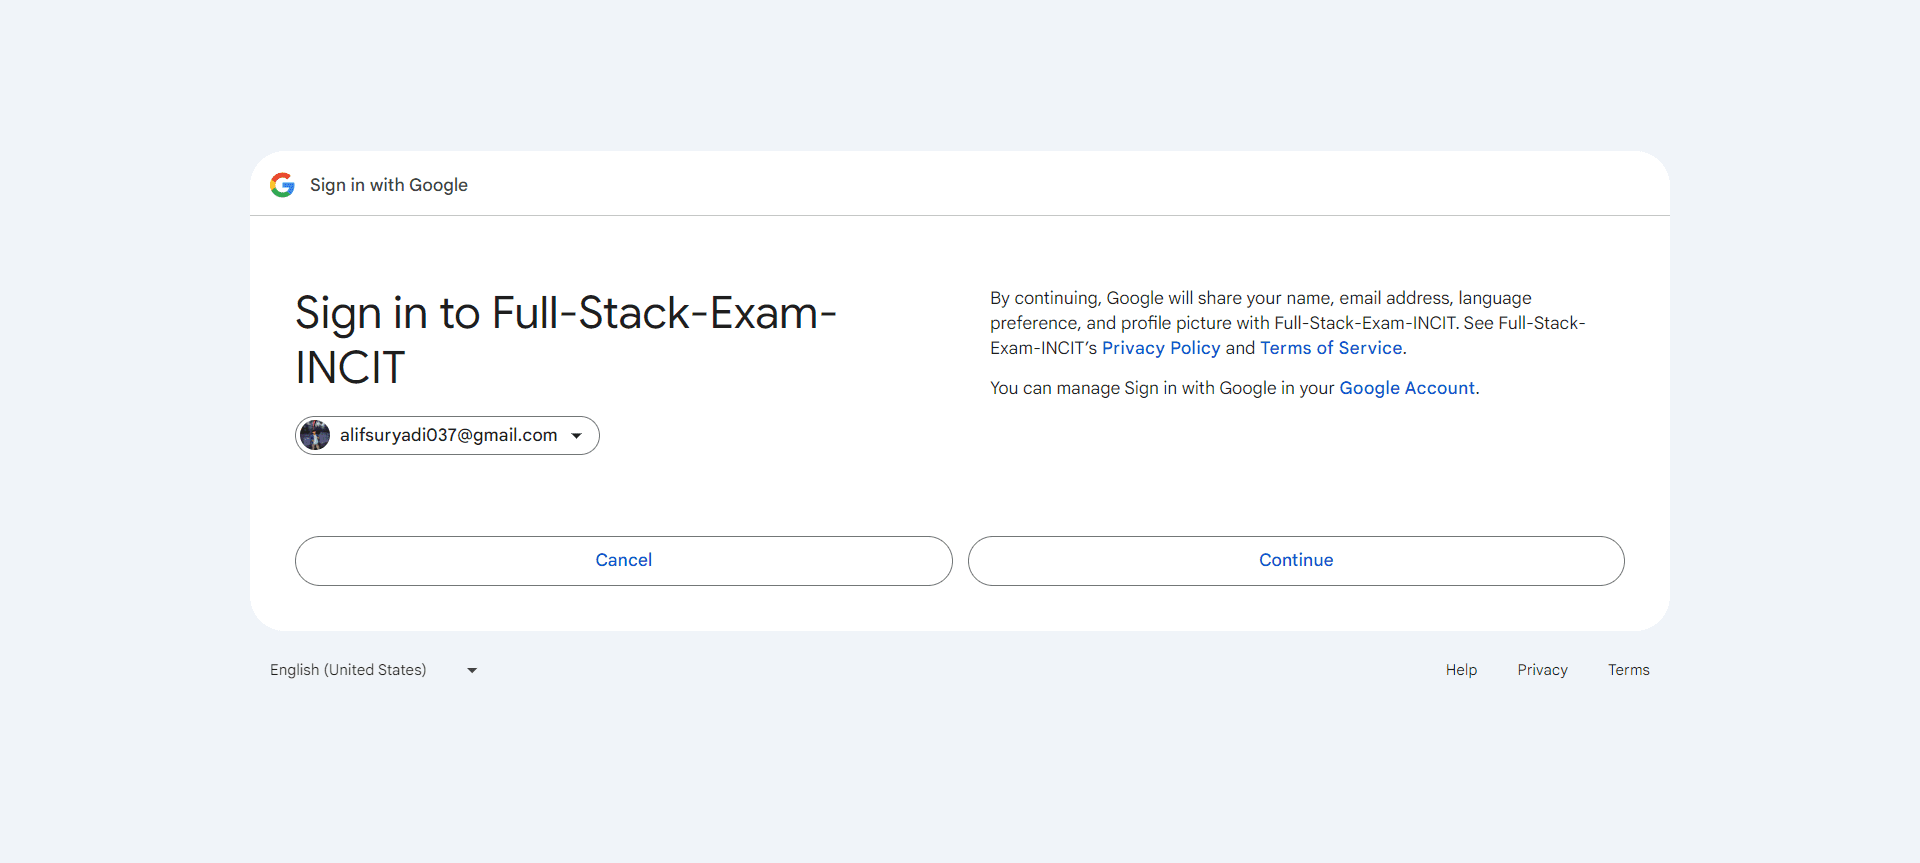 Sign in with Google
Sign in to Full-Stack-Exam-
INCIT
alifsuryadi037@gmail.com
By continuing, Google will share your name, email address, language
preference, and profile picture with Full-Stack-Exam-INCIT. See Full-Stack-
Exam-INCIT’s Privacy Policy and Terms of Service.
You can manage Sign in with Google in your Google Account.
Cancel
Continue
English (United States)
Help
Privacy
Terms